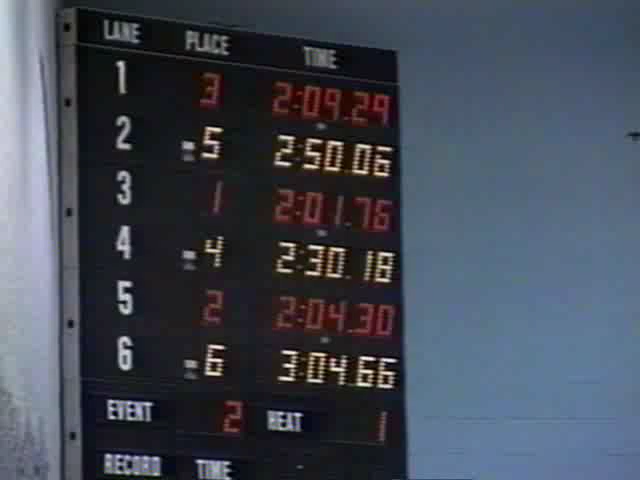 LANE PLACE TIME
1 3 2:09.29
2 5 2:50.06
3 1 2:01.76
4 4 2:30.18
5 2 2:04.30
6 6 3:04.66
EVENT 2 HEAT 1
RECORD TIME